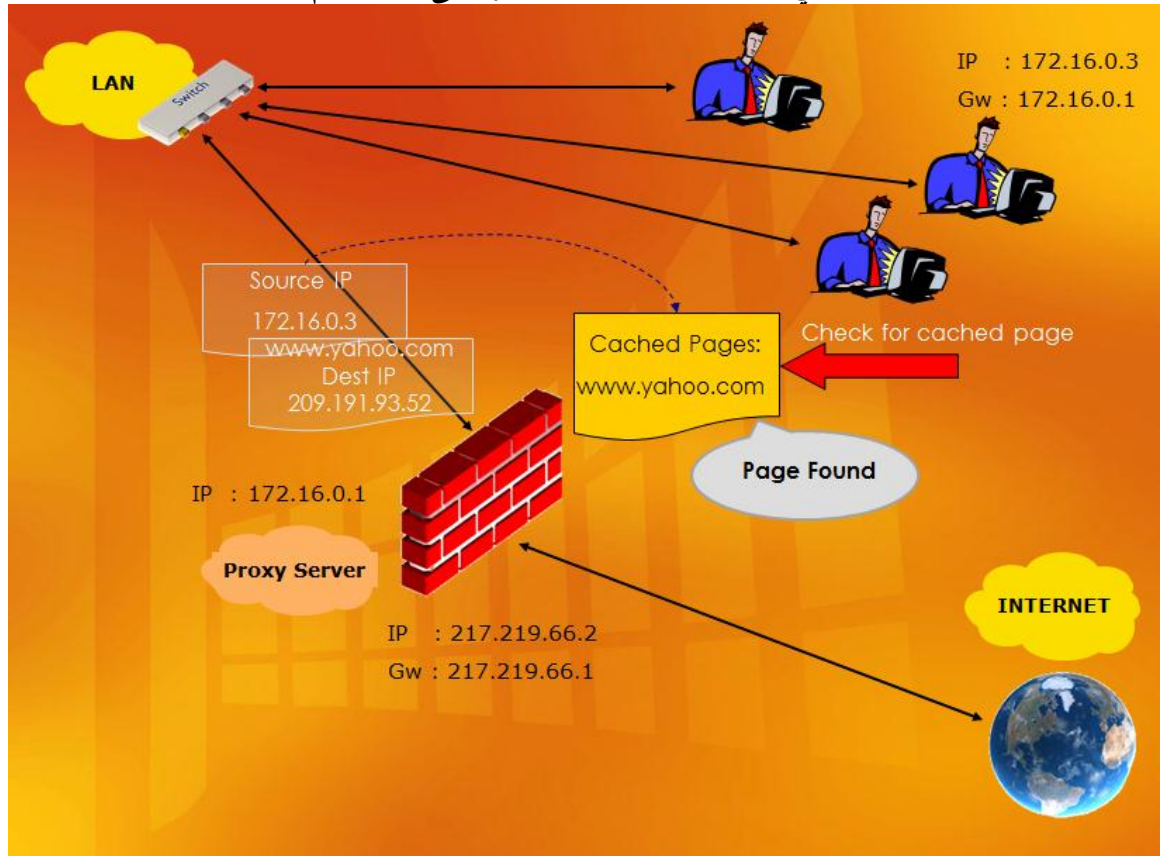 LAN
Switch
IP : 172.16.0.3
Gw : 172.16.0.1
Source IP
172.16.0.3
www.yahoo.com
Dest IP
209.191.93.52
Cached Pages:
www.yahoo.com
Check for cached page
Page Found
IP : 172.16.0.1
Proxy Server
IP : 217.219.66.2
Gw : 217.219.66.1
INTERNET